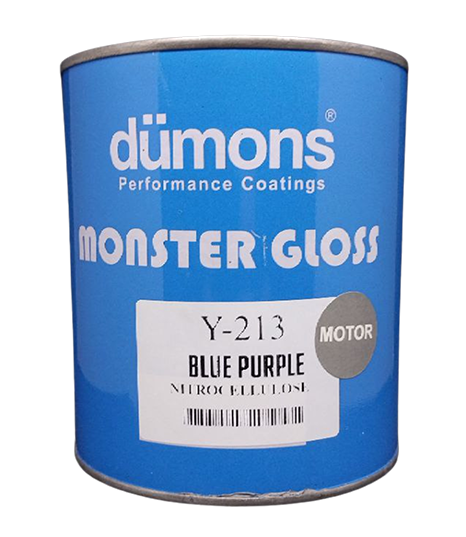 dümons®
Performance Coatings
MONSTER GLOSS
Y-213
MOTOR
BLUE PURPLE
NITROCELLULOSE